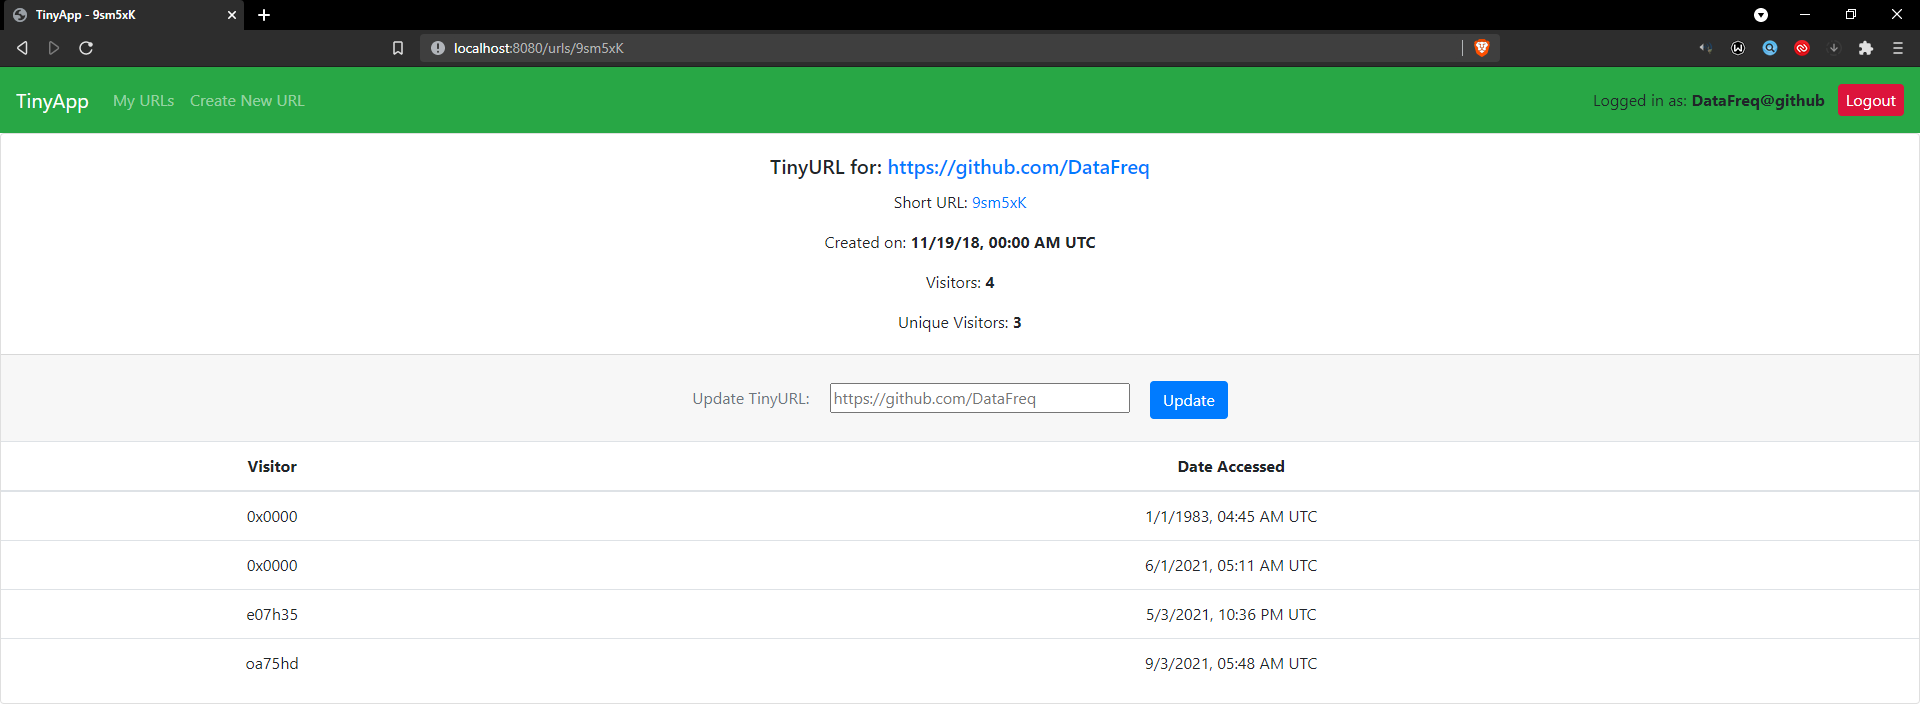 TinyApp - 9sm5xK
localhost:8080/urls/9sm5xK
TinyApp My URLs Create New URL Logged in as: DataFreq@github Logout
TinyURL for: https://github.com/DataFreq
Short URL: 9sm5xK
Created on: 11/19/18, 00:00 AM UTC
Visitors: 4
Unique Visitors: 3
Update TinyURL: https://github.com/DataFreq Update
Visitor Date Accessed
0x0000 1/1/1983, 04:45 AM UTC
0x0000 6/1/2021, 05:11 AM UTC
e07h35 5/3/2021, 10:36 PM UTC
oa75hd 9/3/2021, 05:48 AM UTC